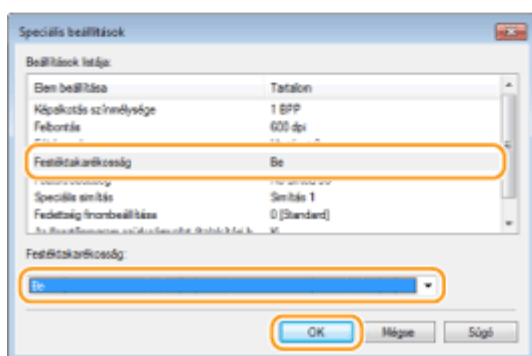 Speciális beállítások
Beállítások listája:
Elem beállítása Tartalom
Képalkotás színmélysége 1 BPP
Felbontás 600 dpi
Festéktakarékosság Be
Speciális simítás Simítás 1
Fedettség finombeállítása 0 [Standard]
Festéktakarékosság:
Be
OK Mégse Súgó